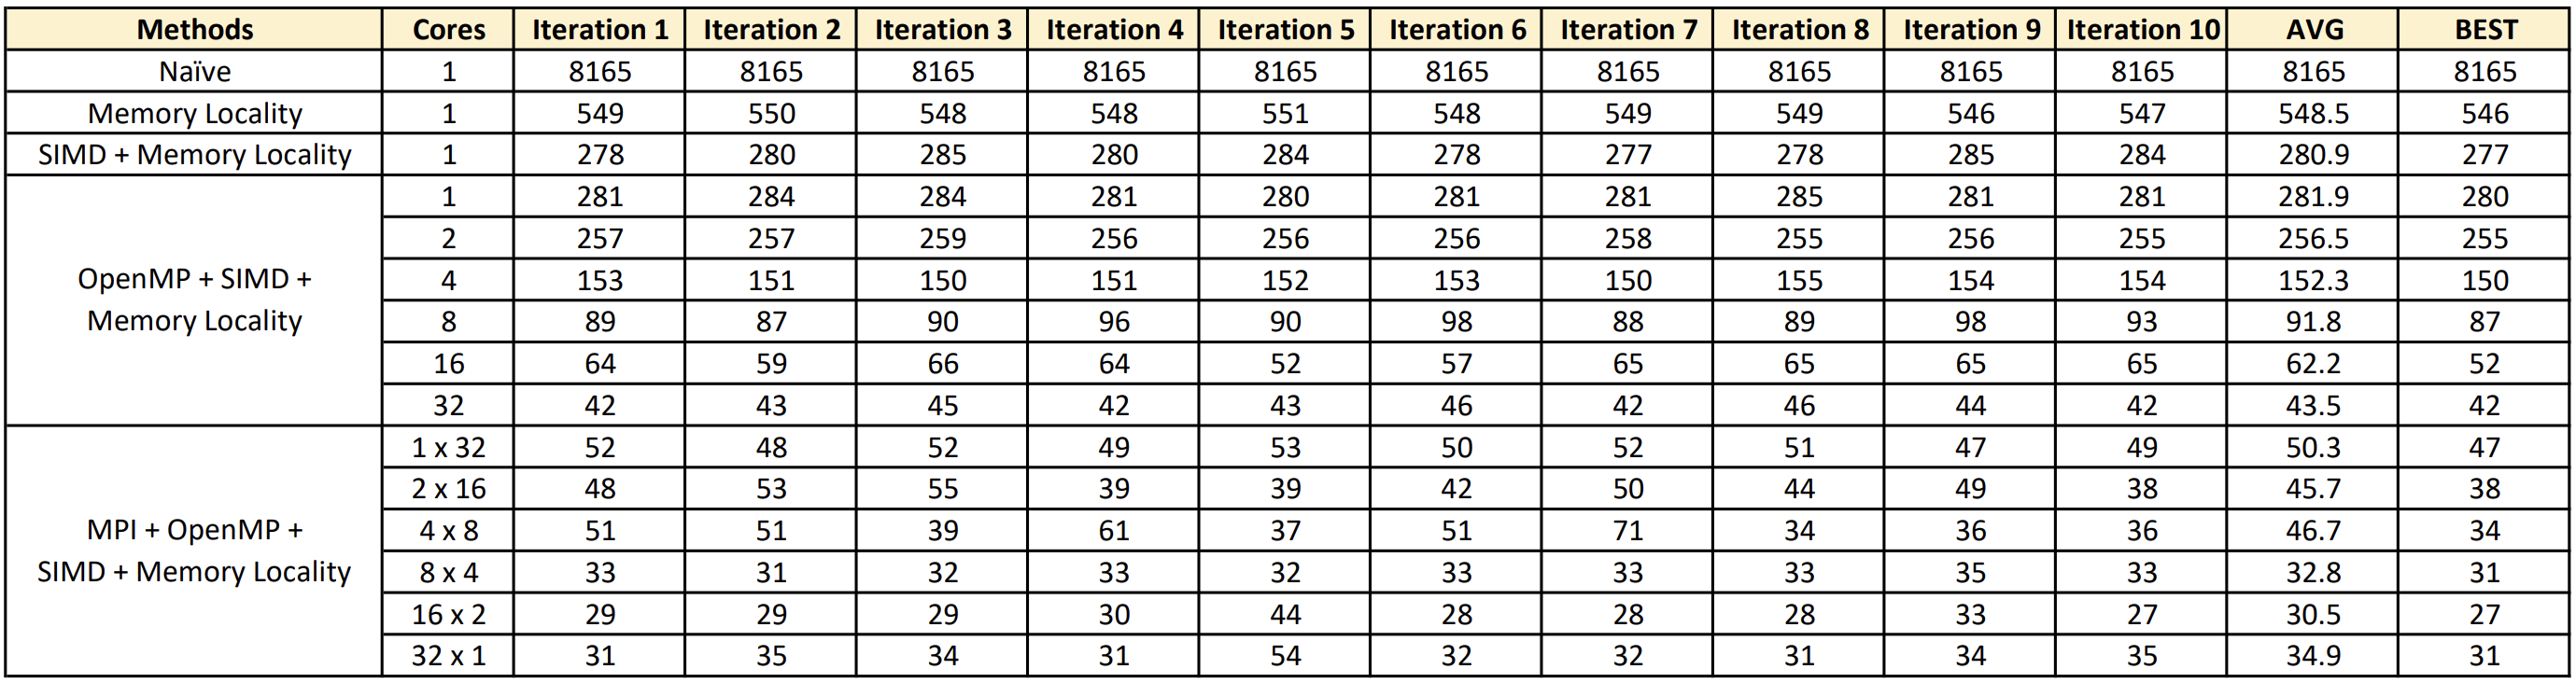 Methods Cores Iteration 1 Iteration 2 Iteration 3 Iteration 4 Iteration 5 Iteration 6 Iteration 7 Iteration 8 Iteration 9 Iteration 10 AVG BEST
Naïve 1 8165 8165 8165 8165 8165 8165 8165 8165 8165 8165 8165 8165
Memory Locality 1 549 550 548 548 551 548 549 549 546 547 548.5 546
SIMD + Memory Locality 1 278 280 285 280 284 278 277 278 285 284 280.9 277
OpenMP + SIMD +
Memory Locality
1 281 284 284 281 280 281 281 285 281 281 281.9 280
2 257 257 259 256 256 256 258 255 256 255 256.5 255
4 153 151 150 151 152 153 150 155 154 154 152.3 150
8 89 87 90 96 90 98 88 89 98 93 91.8 87
16 64 59 66 64 52 57 65 65 65 65 62.2 52
32 42 43 45 42 43 46 42 46 44 42 43.5 42
MPI + OpenMP +
SIMD + Memory Locality
1 x 32 52 48 52 49 53 50 52 51 47 49 50.3 47
2 x 16 48 53 55 39 39 42 50 44 49 38 45.7 38
4 x 8 51 51 39 61 37 51 71 34 36 36 46.7 34
8 x 4 33 31 32 33 32 33 33 33 35 33 32.8 31
16 x 2 29 29 29 30 44 28 28 28 33 27 30.5 27
32 x 1 31 35 34 31 54 32 32 31 34 35 34.9 31